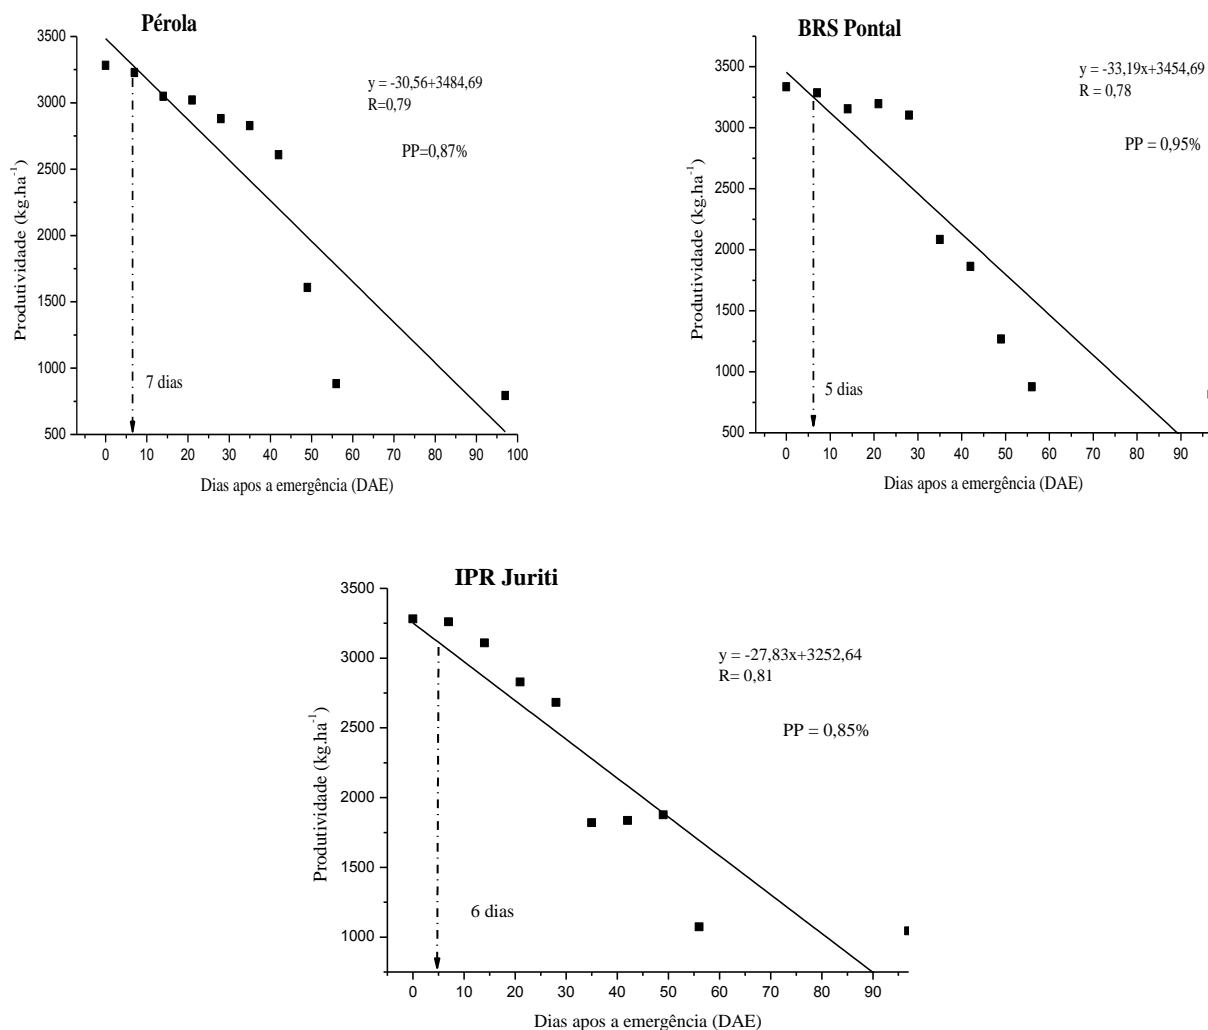 Pérola
3500
3000
2500
2000
1500
1000
500
Produtividade (kg.ha⁻¹)
y = -30,56+3484,69
R=0,79
PP=0,87%
7 dias
0 10 20 30 40 50 60 70 80 90 100
Dias apos a emergência (DAE)
BRS Pontal
3500
3000
2500
2000
1500
1000
500
Produtividade (kg.ha⁻¹)
y = -33,19x+3454,69
R = 0,78
PP = 0,95%
5 dias
0 10 20 30 40 50 60 70 80 90
Dias apos a emergência (DAE)
IPR Juriti
3500
3000
2500
2000
1500
1000
Produtividade (kg.ha⁻¹)
y = -27,83x+3252,64
R= 0,81
PP = 0,85%
6 dias
0 10 20 30 40 50 60 70 80 90
Dias apos a emergência (DAE)